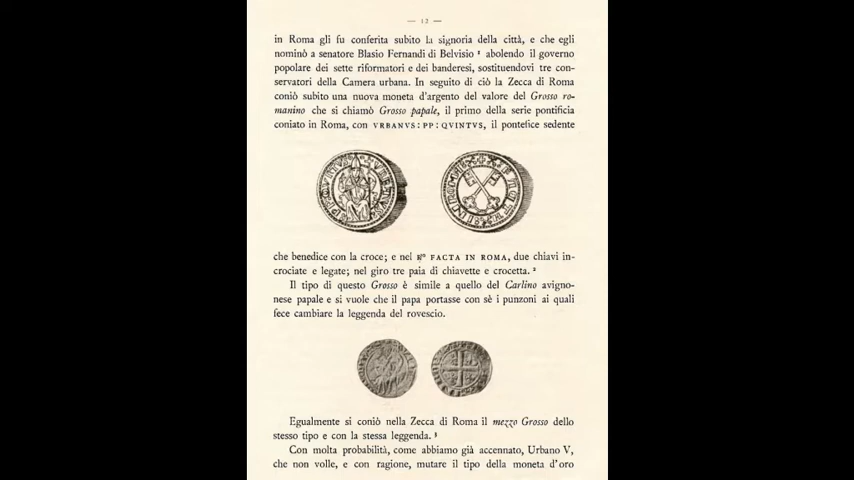 — 12 —
in Roma gli fu conferita subito la signoria della città, e che egli
nominò a senatore Blasio Fernandi di Belvisio ¹ abolendo il governo
popolare dei sette riformatori e dei banderesi, sostituendovi tre con-
servatori della Camera urbana. In seguito di ciò la Zecca di Roma
coniò subito una nuova moneta d'argento del valore del Grosso ro-
manino che si chiamò Grosso papale, il primo della serie pontificia
coniato in Roma, con VRBANVS : PP : QVINTVS, il pontefice sedente
che benedice con la croce; e nel ℞º FACTA IN ROMA, due chiavi in-
crociate e legate; nel giro tre paia di chiavette e crocetta. ²
Il tipo di questo Grosso è simile a quello del Carlino avigno-
nese papale e si vuole che il papa portasse con sè i punzoni ai quali
fece cambiare la leggenda del rovescio.
Egualmente si coniò nella Zecca di Roma il mezzo Grosso dello
stesso tipo e con la stessa leggenda. ³
Con molta probabilità, come abbiamo già accennato, Urbano V,
che non volle, e con ragione, mutare il tipo della moneta d'oro